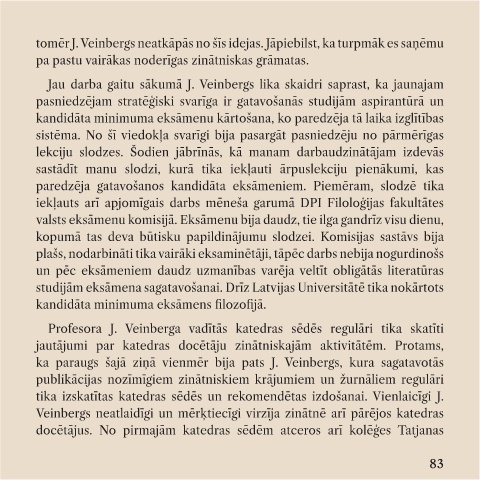 tomēr J. Veinbergs neatkāpās no šīs idejas. Jāpiebilst, ka turpmāk es saņēmu
pa pastu vairākas noderīgas zinātniskas grāmatas.
Jau darba gaitu sākumā J. Veinbergs lika skaidri saprast, ka jaunajam
pasniedzējam stratēģiski svarīga ir gatavošanās studijām aspirantūrā un
kandidāta minimuma eksāmenu kārtošana, ko paredzēja tā laika izglītības
sistēma. No šī viedokļa svarīgi bija pasargāt pasniedzēju no pārmērīgas
lekciju slodzes. Šodien jābrīnās, kā manam darbaudzinātājam izdevās
sastādīt manu slodzi, kurā tika iekļauti ārpuslekciju pienākumi, kas
paredzēja gatavošanos kandidāta eksāmeniem. Piemēram, slodzē tika
iekļauts arī apjomīgais darbs mēneša garumā DPI Filoloģijas fakultātes
valsts eksāmenu komisijā. Eksāmenu bija daudz, tie ilga gandrīz visu dienu,
kopumā tas deva būtisku papildinājumu slodzei. Komisijas sastāvs bija
plašs, nodarbināti tika vairāki eksaminētāji, tāpēc darbs nebija nogurdinošs
un pēc eksāmeniem daudz uzmanības varēja veltīt obligātās literatūras
studijām eksāmena sagatavošanai. Drīz Latvijas Universitātē tika nokārtots
kandidāta minimuma eksāmens filozofijā.
Profesora J. Veinberga vadītās katedras sēdēs regulāri tika skatīti
jautājumi par katedras docētāju zinātniskajām aktivitātēm. Protams,
ka paraugs šajā ziņā vienmēr bija pats J. Veinbergs, kura sagatavotās
publikācijas nozīmīgiem zinātniskiem krājumiem un žurnāliem regulāri
tika izskatītas katedras sēdēs un rekomendētas izdošanai. Vienlaicīgi J.
Veinbergs neatlaidīgi un mērķtiecīgi virzīja zinātnē arī pārējos katedras
docētājus. No pirmajām katedras sēdēm atceros arī kolēģes Tatjanas
83